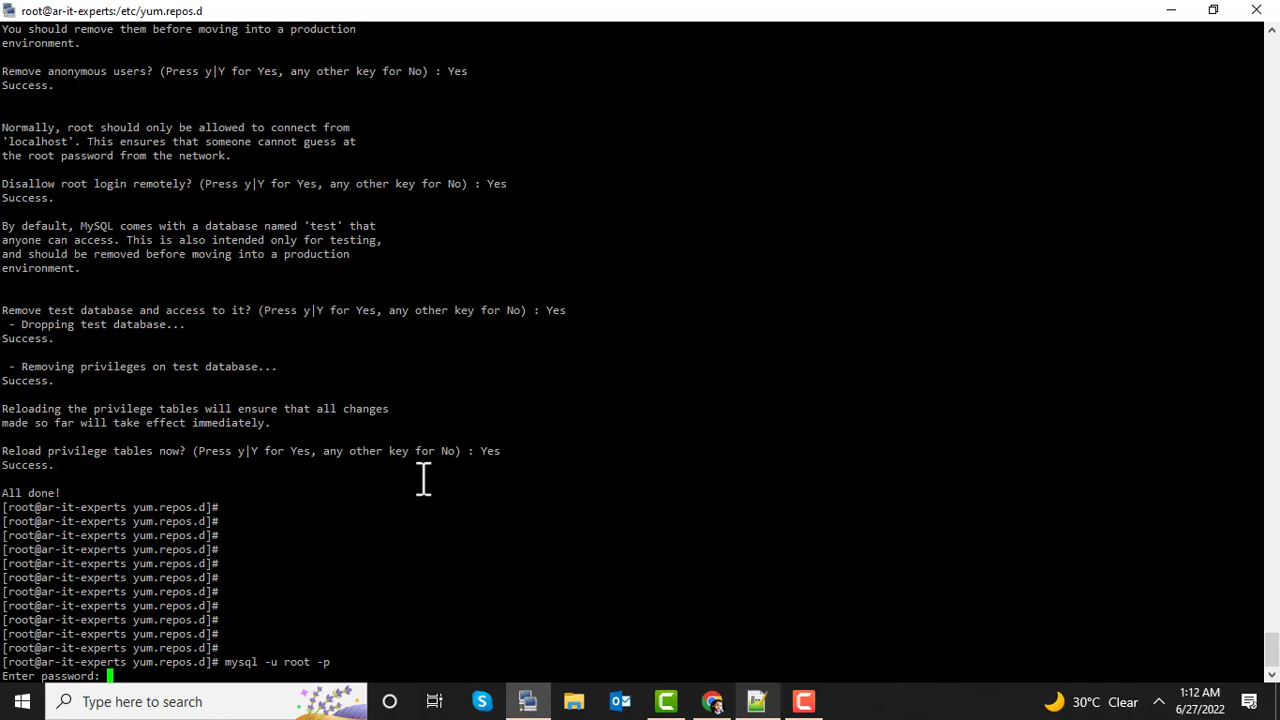 root@ar-it-experts:/etc/yum.repos.d
You should remove them before moving into a production
environment.
Remove anonymous users? (Press y|Y for Yes, any other key for No) : Yes
Success.
Normally, root should only be allowed to connect from
'localhost'. This ensures that someone cannot guess at
the root password from the network.
Disallow root login remotely? (Press y|Y for Yes, any other key for No) : Yes
Success.
By default, MySQL comes with a database named 'test' that
anyone can access. This is also intended only for testing,
and should be removed before moving into a production
environment.
Remove test database and access to it? (Press y|Y for Yes, any other key for No) : Yes
- Dropping test database...
Success.
- Removing privileges on test database...
Success.
Reloading the privilege tables will ensure that all changes
made so far will take effect immediately.
Reload privilege tables now? (Press y|Y for Yes, any other key for No) : Yes
Success.
All done!
[root@ar-it-experts yum.repos.d]#
[root@ar-it-experts yum.repos.d]#
[root@ar-it-experts yum.repos.d]#
[root@ar-it-experts yum.repos.d]#
[root@ar-it-experts yum.repos.d]#
[root@ar-it-experts yum.repos.d]#
[root@ar-it-experts yum.repos.d]#
[root@ar-it-experts yum.repos.d]#
[root@ar-it-experts yum.repos.d]#
[root@ar-it-experts yum.repos.d]#
[root@ar-it-experts yum.repos.d]#
[root@ar-it-experts yum.repos.d]# mysql -u root -p
Enter password:
Type here to search
30°C Clear
1:12 AM
6/27/2022